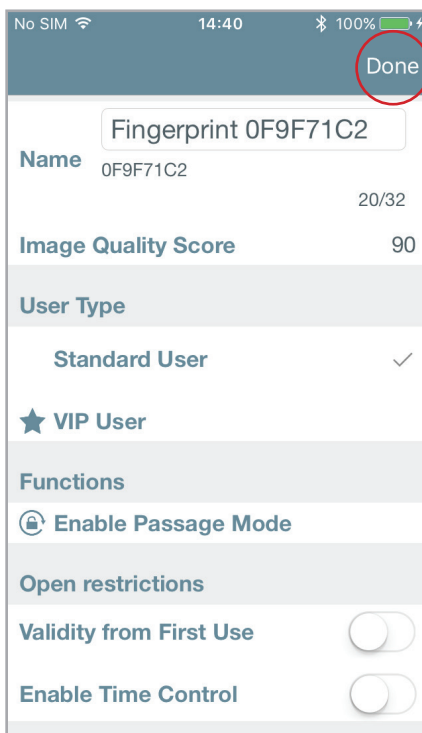 No SIM 14:40 100%
Done
Fingerprint 0F9F71C2
Name 0F9F71C2
20/32
Image Quality Score 90
User Type
Standard User
VIP User
Functions
Enable Passage Mode
Open restrictions
Validity from First Use
Enable Time Control